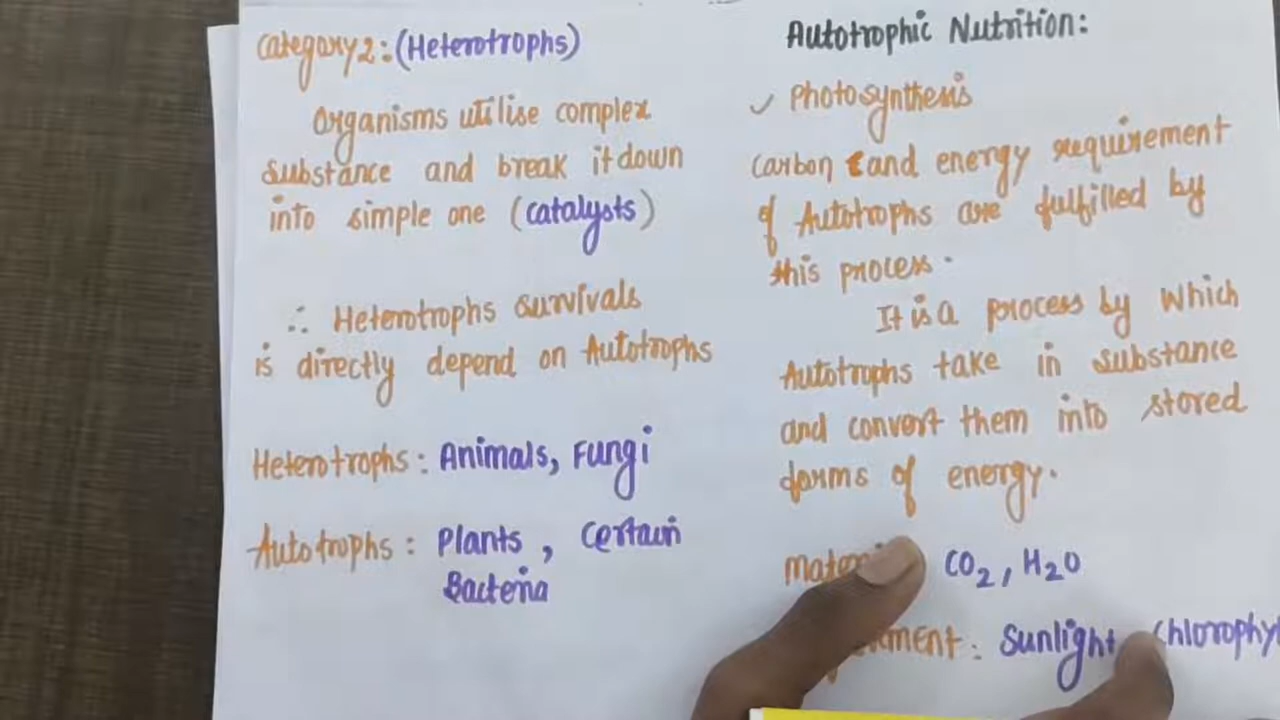 Category2: (Heterotrophs)
Organisms utilise complex
substance and break it down
into simple one (catalysts)
∴ Heterotrophs survivals
is directly depend on Autotrophs
Heterotrophs: Animals, Fungi
Autotrophs: Plants, Certain
Bacteria
Autotrophic Nutrition:
✓ Photosynthesis
Carbon and energy requirement
of Autotrophs are fulfilled by
this process.
It is a process by which
Autotrophs take in substance
and convert them into stored
forms of energy.
CO2, H2O
Sunlight